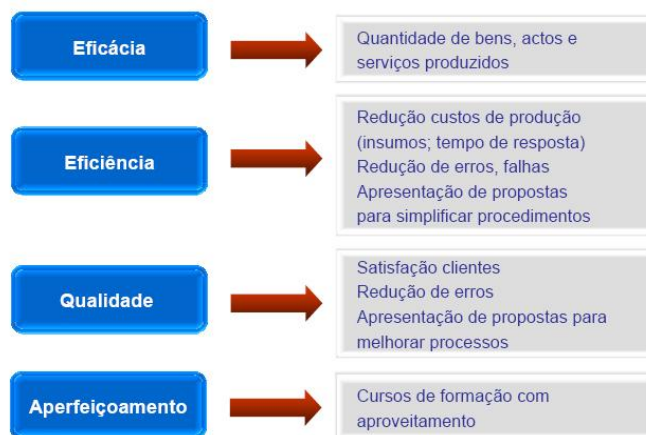 Eficácia
Quantidade de bens, actos e
serviços produzidos
Eficiência
Redução custos de produção
(insumos; tempo de resposta)
Redução de erros, falhas
Apresentação de propostas
para simplificar procedimentos
Qualidade
Satisfação clientes
Redução de erros
Apresentação de propostas para
melhorar processos
Aperfeiçoamento
Cursos de formação com
aproveitamento